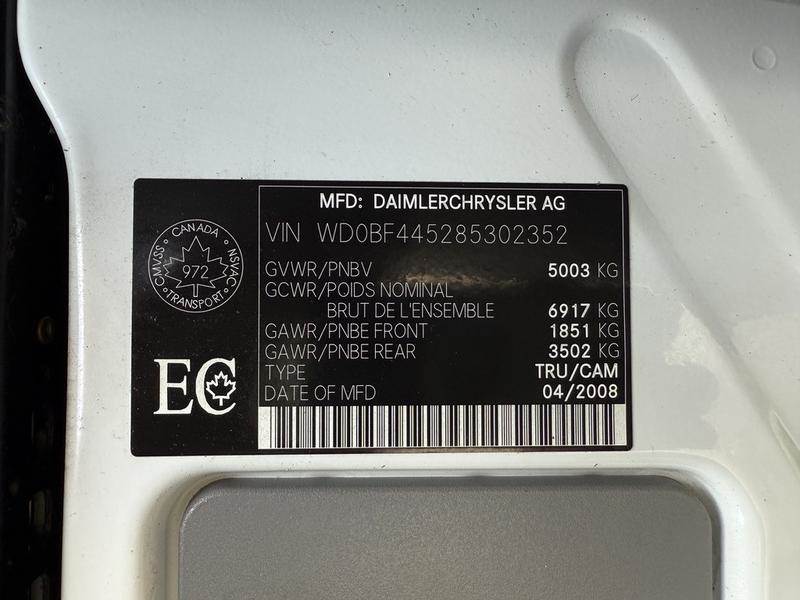 MFD: DAIMLERCHRYSLER AG
VIN WD0BF445285302352
GVWR/PNBV 5003 KG
GCWR/POIDS NOMINAL
BRUT DE L'ENSEMBLE 6917 KG
GAWR/PNBE FRONT 1851 KG
GAWR/PNBE REAR 3502 KG
TYPE TRU/CAM
DATE OF MFD 04/2008
CANADA
CMVSS 972 NSVAC
TRANSPORT
EC